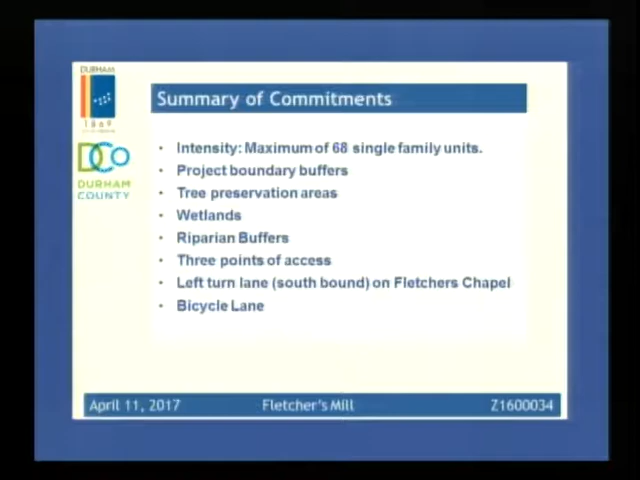 DURHAM
1869
DCo
DURHAM
COUNTY
Summary of Commitments
• Intensity: Maximum of 68 single family units.
• Project boundary buffers
• Tree preservation areas
• Wetlands
• Riparian Buffers
• Three points of access
• Left turn lane (south bound) on Fletchers Chapel
• Bicycle Lane
April 11, 2017 Fletcher's Mill Z1600034